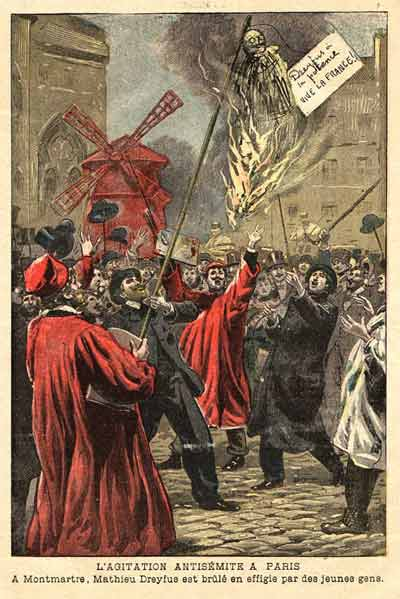 Dreyfus à
la potence
VIVE LA FRANCE!
L'AGITATION ANTISÉMITE A PARIS
A Montmartre, Mathieu Dreyfus est brûlé en effigie par des jeunes gens.